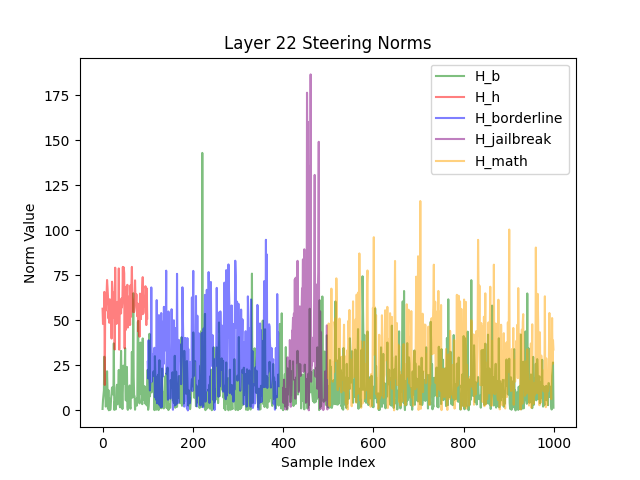 Layer 22 Steering Norms
H_b
H_h
H_borderline
H_jailbreak
H_math
Norm Value
175
150
125
100
75
50
25
0
0
200
400
600
800
1000
Sample Index